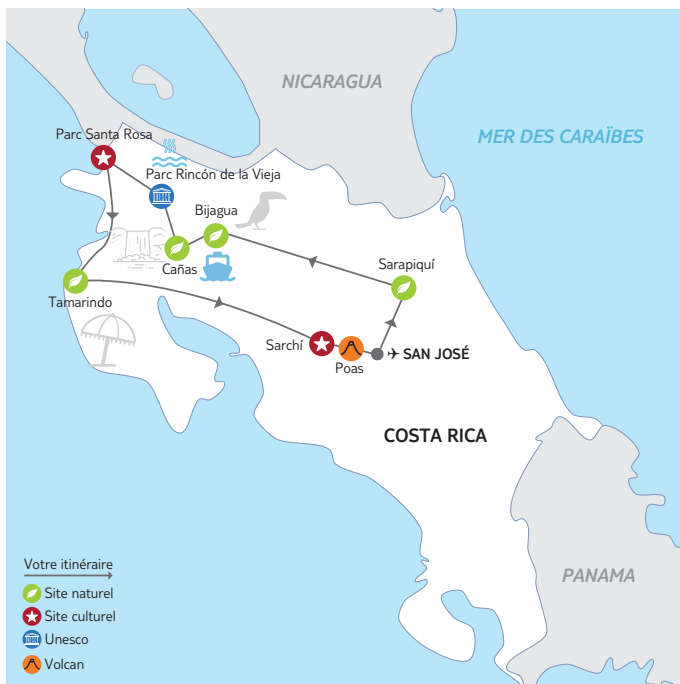 NICARAGUA
MER DES CARAÏBES
Parc Santa Rosa
Parc Rincón de la Vieja
Bijagua
Cañas
Sarapiquí
Tamarindo
Sarchí
Poas
SAN JOSÉ
COSTA RICA
PANAMA
Votre itinéraire
Site naturel
Site culturel
Unesco
Volcan